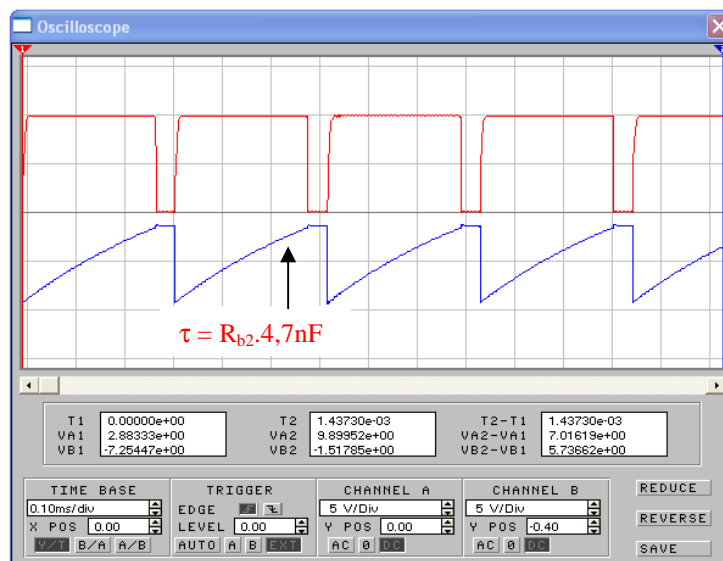 Oscilloscope
1
2
τ = Rb2.4,7nF
T1 0.00000e+00 T2 1.43730e-03 T2-T1 1.43730e-03
VA1 2.88333e+00 VA2 9.89952e+00 VA2-VA1 7.01619e+00
VB1 -7.25447e+00 VB2 -1.51785e+00 VB2-VB1 5.73662e+00
TIME BASE TRIGGER CHANNEL A CHANNEL B REDUCE
0.10ms/div EDGE 5 V/Div 5 V/Div
X POS 0.00 LEVEL 0.00 Y POS 0.00 Y POS -0.40 REVERSE
Y/T B/A A/B AUTO A B EXT AC 0 DC AC 0 DC SAVE